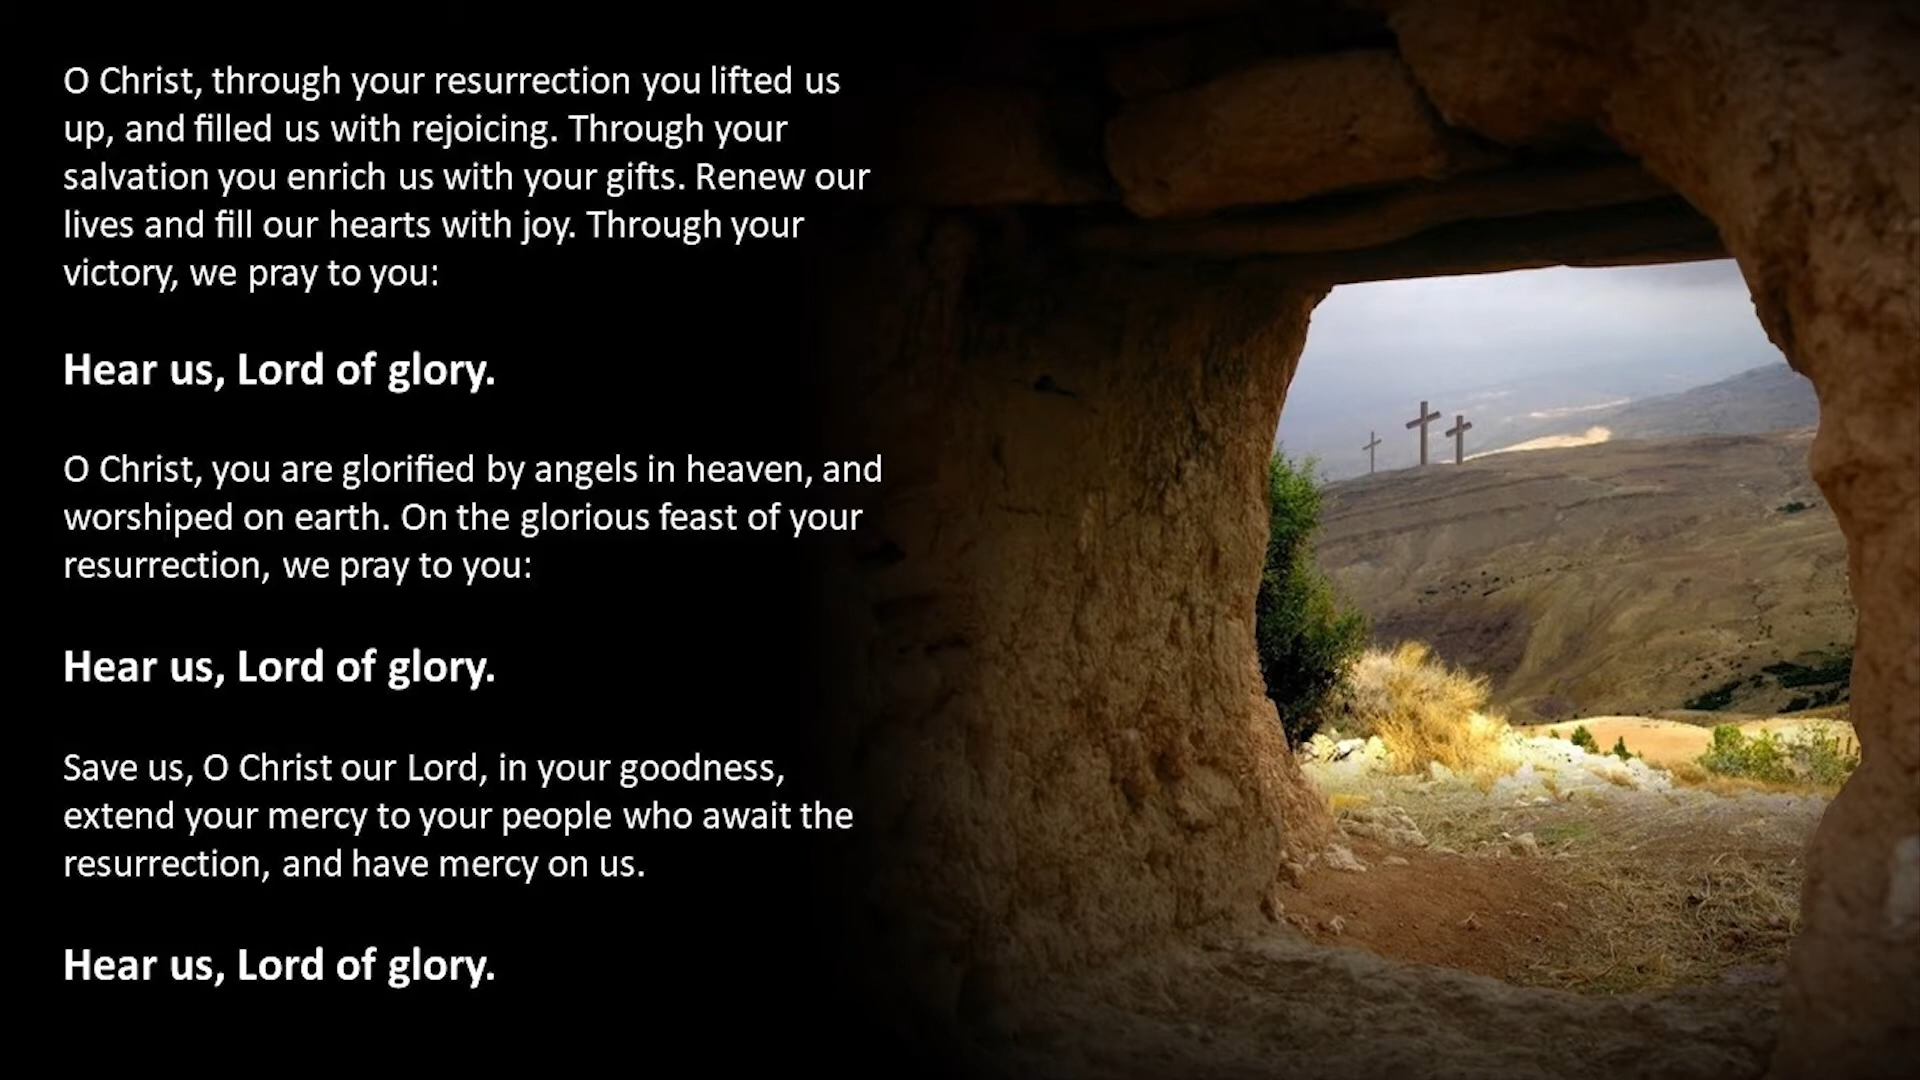 O Christ, through your resurrection you lifted us
up, and filled us with rejoicing. Through your
salvation you enrich us with your gifts. Renew our
lives and fill our hearts with joy. Through your
victory, we pray to you:
Hear us, Lord of glory.
O Christ, you are glorified by angels in heaven, and
worshiped on earth. On the glorious feast of your
resurrection, we pray to you:
Hear us, Lord of glory.
Save us, O Christ our Lord, in your goodness,
extend your mercy to your people who await the
resurrection, and have mercy on us.
Hear us, Lord of glory.